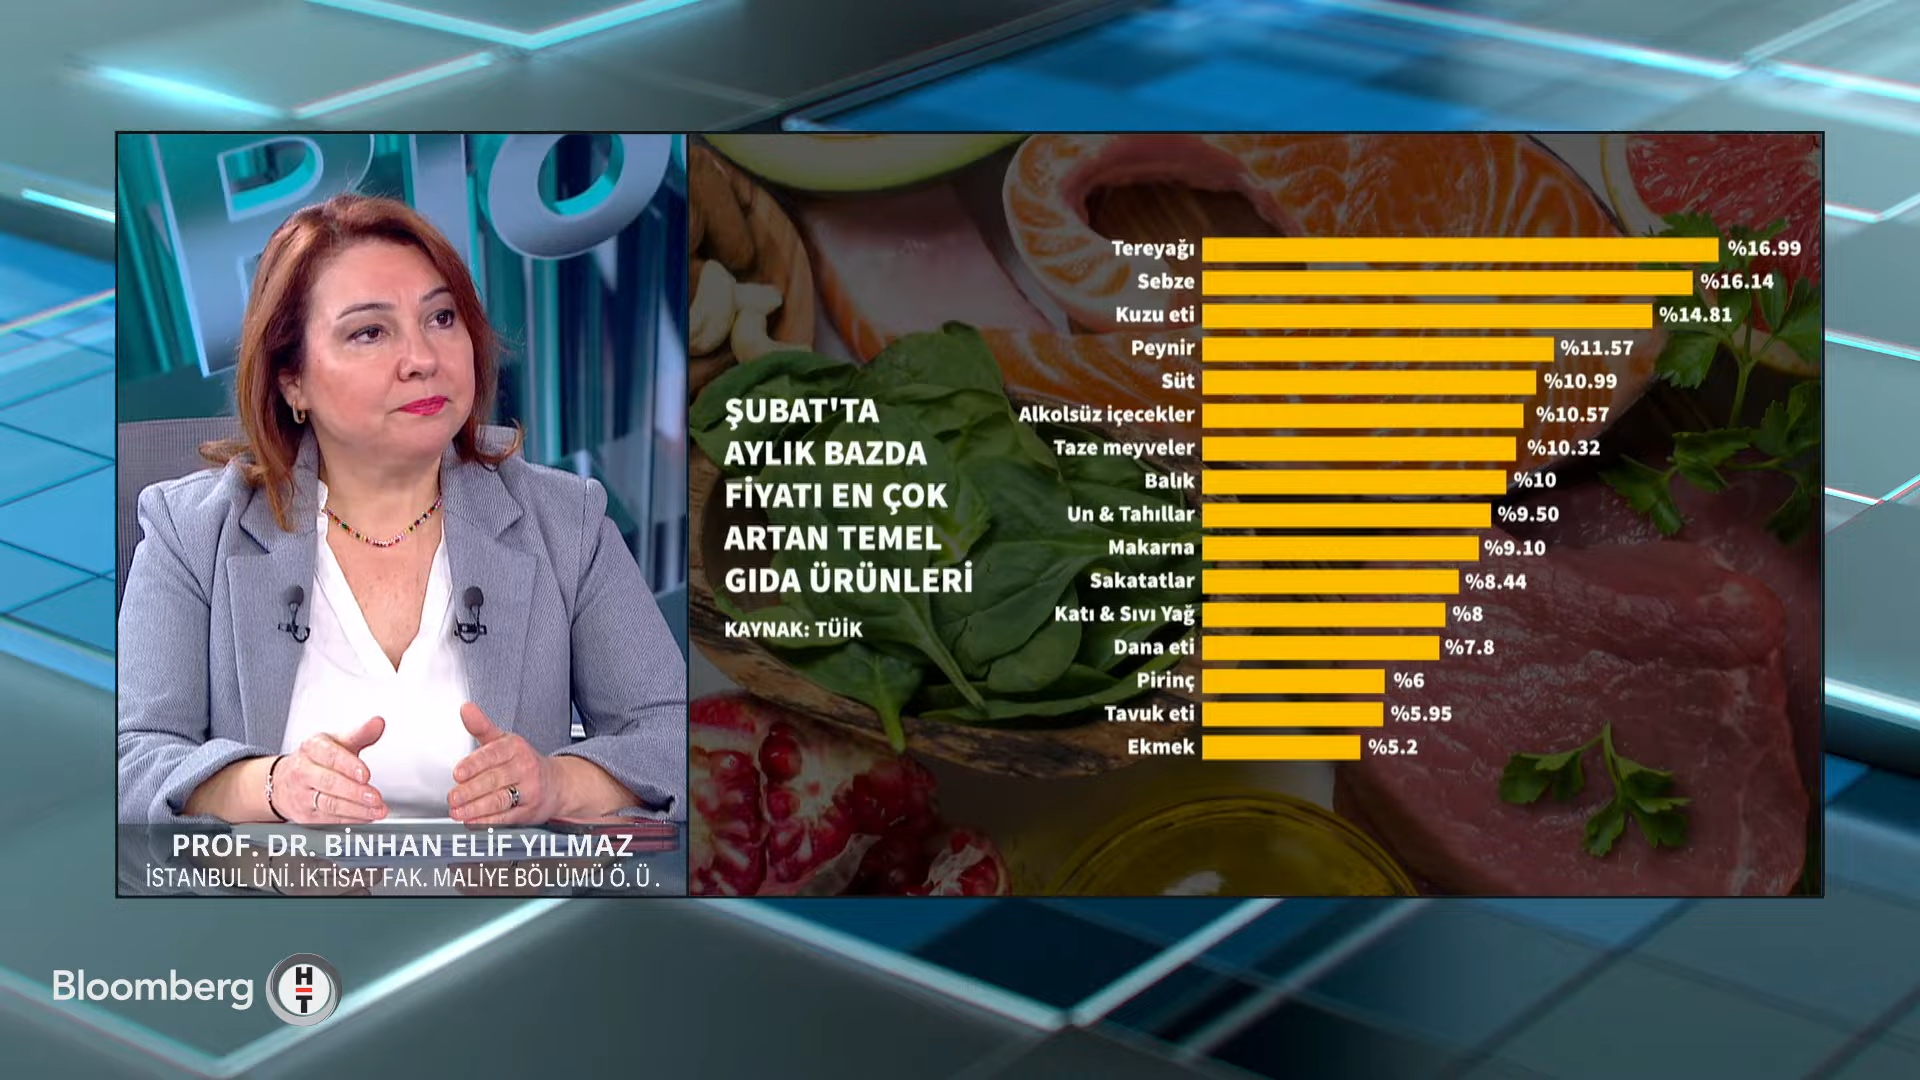 Blo
ŞUBAT'TA
AYLIK BAZDA
FİYATI EN ÇOK
ARTAN TEMEL
GIDA ÜRÜNLERİ
KAYNAK: TÜİK
Tereyağı %16.99
Sebze %16.14
Kuzu eti %14.81
Peynir %11.57
Süt %10.99
Alkolsüz içecekler %10.57
Taze meyveler %10.32
Balık %10
Un & Tahıllar %9.50
Makarna %9.10
Sakatatlar %8.44
Katı & Sıvı Yağ %8
Dana eti %7.8
Pirinç %6
Tavuk eti %5.95
Ekmek %5.2
PROF. DR. BİNHAN ELİF YILMAZ
İSTANBUL ÜNİ. İKTİSAT FAK. MALİYE BÖLÜMÜ Ö. Ü .
Bloomberg HT